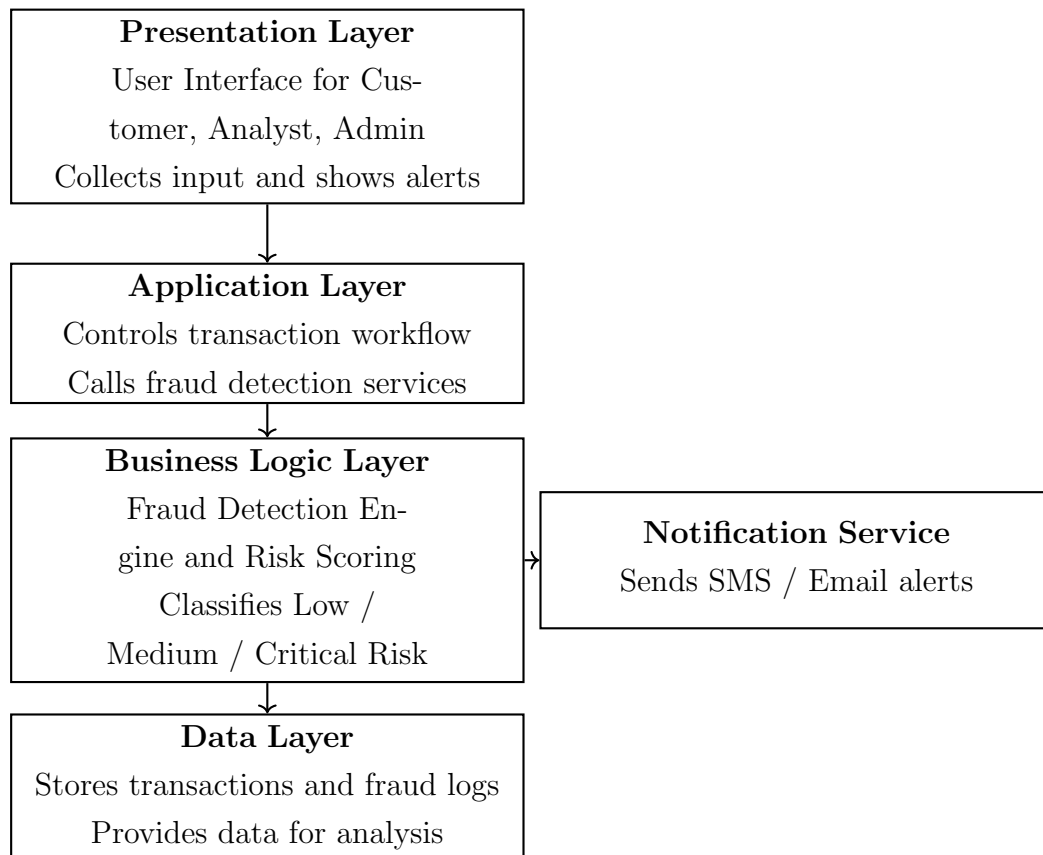 Presentation Layer
User Interface for Cus-
tomer, Analyst, Admin
Collects input and shows alerts
Application Layer
Controls transaction workflow
Calls fraud detection services
Business Logic Layer
Fraud Detection En-
gine and Risk Scoring
Classifies Low /
Medium / Critical Risk
Notification Service
Sends SMS / Email alerts
Data Layer
Stores transactions and fraud logs
Provides data for analysis